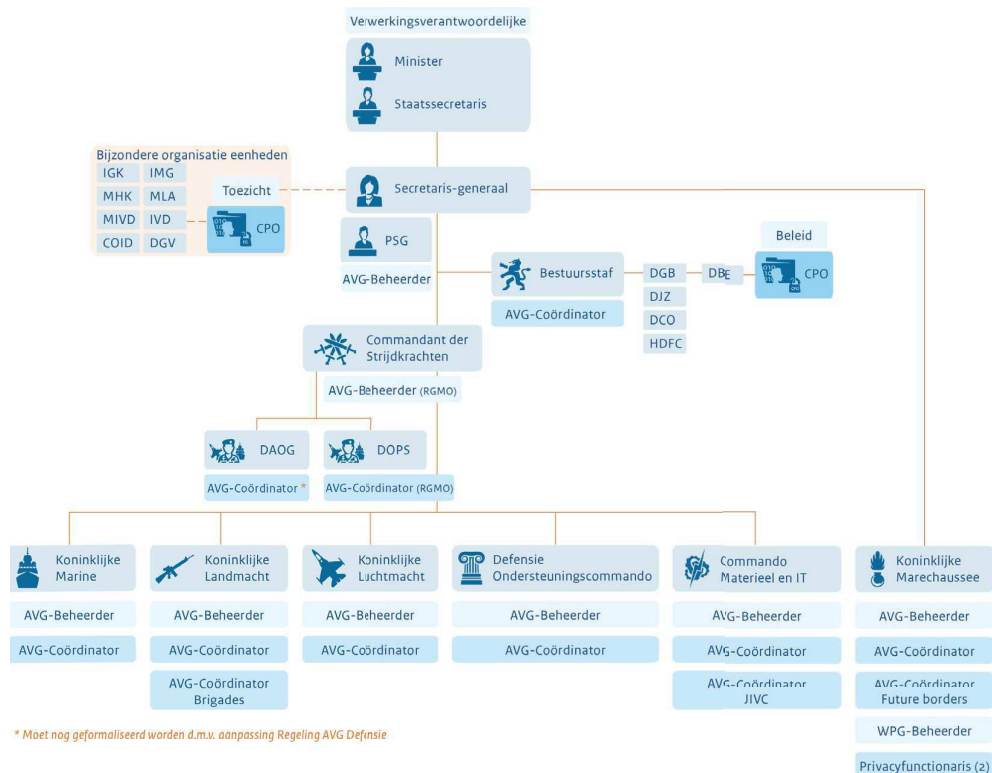 Verwerkingsverantwoordelijke
Minister
Staatssecretaris
Bijzondere organisatie eenheden
IGK IMG
MHK MLA
MIVD IVD
COID DGV
Toezicht
CPO
Secretaris-generaal
PSG
AVG-Beheerder
Bestuursstaf
AVG-Coördinator
DGB
DJZ
DCO
HDFC
DBE
Beleid
CPO
Commandant der
Strijdkrachten
AVG-Beheerder (RGMO)
DAOG
AVG-Coördinator *
DOPS
AVG-Coördinator (RGMO)
Koninklijke
Marine
AVG-Beheerder
AVG-Coördinator
Koninklijke
Landmacht
AVG-Beheerder
AVG-Coördinator
AVG-Coördinator
Brigades
Koninklijke
Luchtmacht
AVG-Beheerder
AVG-Coördinator
Defensie
Ondersteuningscommando
AVG-Beheerder
AVG-Coördinator
Commando
Materieel en IT
AVG-Beheerder
AVG-Coördinator
AVG-Coördinator
JIVC
Koninklijke
Marechaussee
AVG-Beheerder
AVG-Coördinator
AVG-Coördinator
Future borders
WPG-Beheerder
Privacyfunctionaris (2)
* Moet nog geformaliseerd worden d.m.v. aanpassing Regeling AVG Definsie